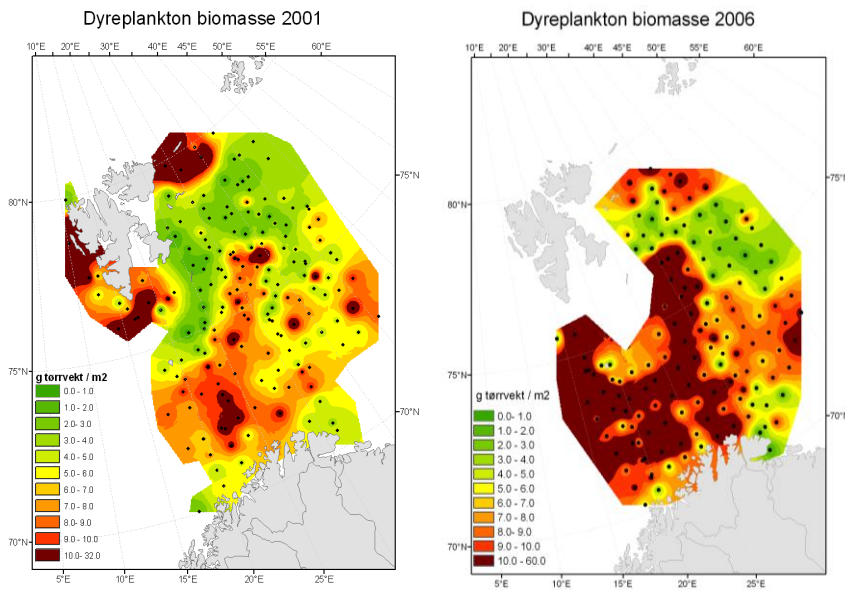 Dyreplankton biomasse 2001
10°E 20°E 30°E 40°E 45°E 50°E 55°E 60°E
75°N
80°N
75°N
70°N
70°N
g tørrvekt / m2
0.0 - 1.0
1.0 - 2.0
2.0 - 3.0
3.0 - 4.0
4.0 - 5.0
5.0 - 6.0
6.0 - 7.0
7.0 - 8.0
8.0 - 9.0
9.0 - 10.0
10.0 - 32.0
5°E 10°E 15°E 20°E 25°E
Dyreplankton biomasse 2006
10°E 20°E 30°E 40°E 45°E 50°E 55°E 60°E
75°N
80°N
75°N
70°N
70°N
g tørrvekt / m2
0.0 - 1.0
1.0 - 2.0
2.0 - 3.0
3.0 - 4.0
4.0 - 5.0
5.0 - 6.0
6.0 - 7.0
7.0 - 8.0
8.0 - 9.0
9.0 - 10.0
10.0 - 60.0
5°E 10°E 15°E 20°E 25°E